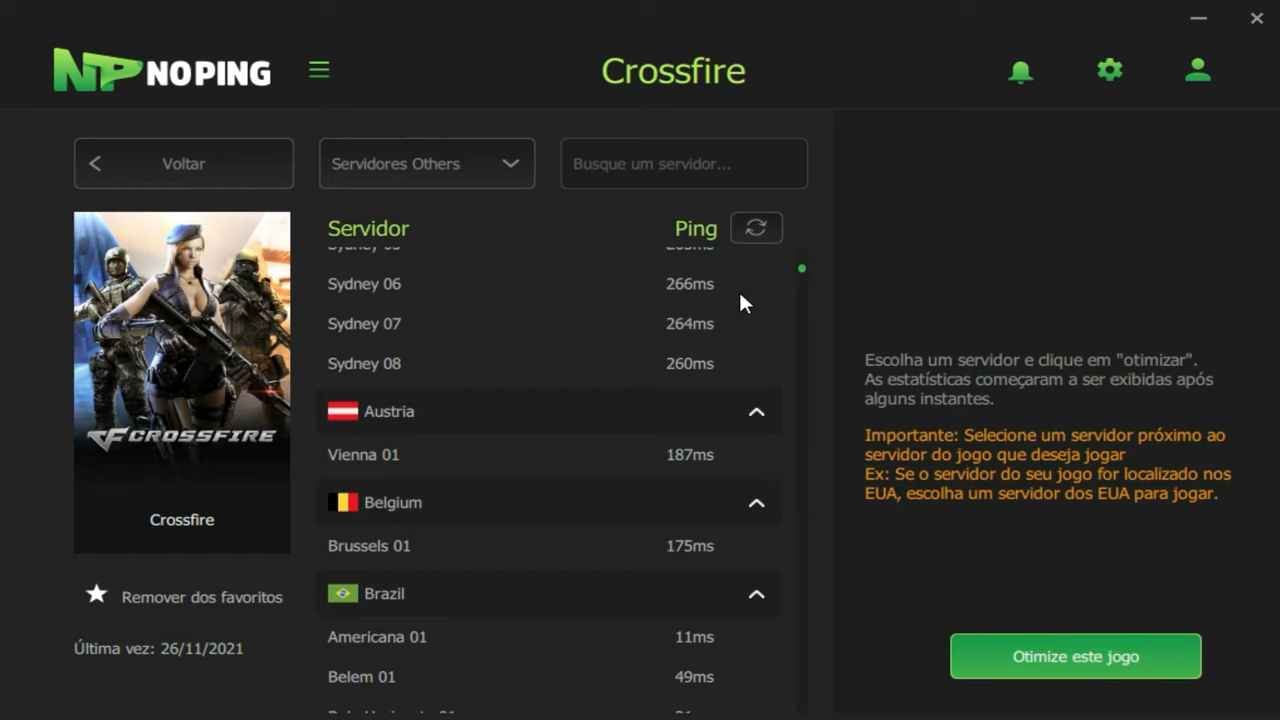 NP NOPING
Crossfire
Voltar
Servidores Others
Busque um servidor...
Servidor
Ping
Sydney 06
266ms
Sydney 07
264ms
Sydney 08
260ms
Austria
Vienna 01
187ms
Belgium
Brussels 01
175ms
Brazil
Americana 01
11ms
Belem 01
49ms
CF CROSSFIRE
Crossfire
Remover dos favoritos
Última vez: 26/11/2021
Escolha um servidor e clique em "otimizar".
As estatísticas começaram a ser exibidas após
alguns instantes.
Importante: Selecione um servidor próximo ao
servidor do jogo que deseja jogar
Ex: Se o servidor do seu jogo for localizado nos
EUA, escolha um servidor dos EUA para jogar.
Otimize este jogo